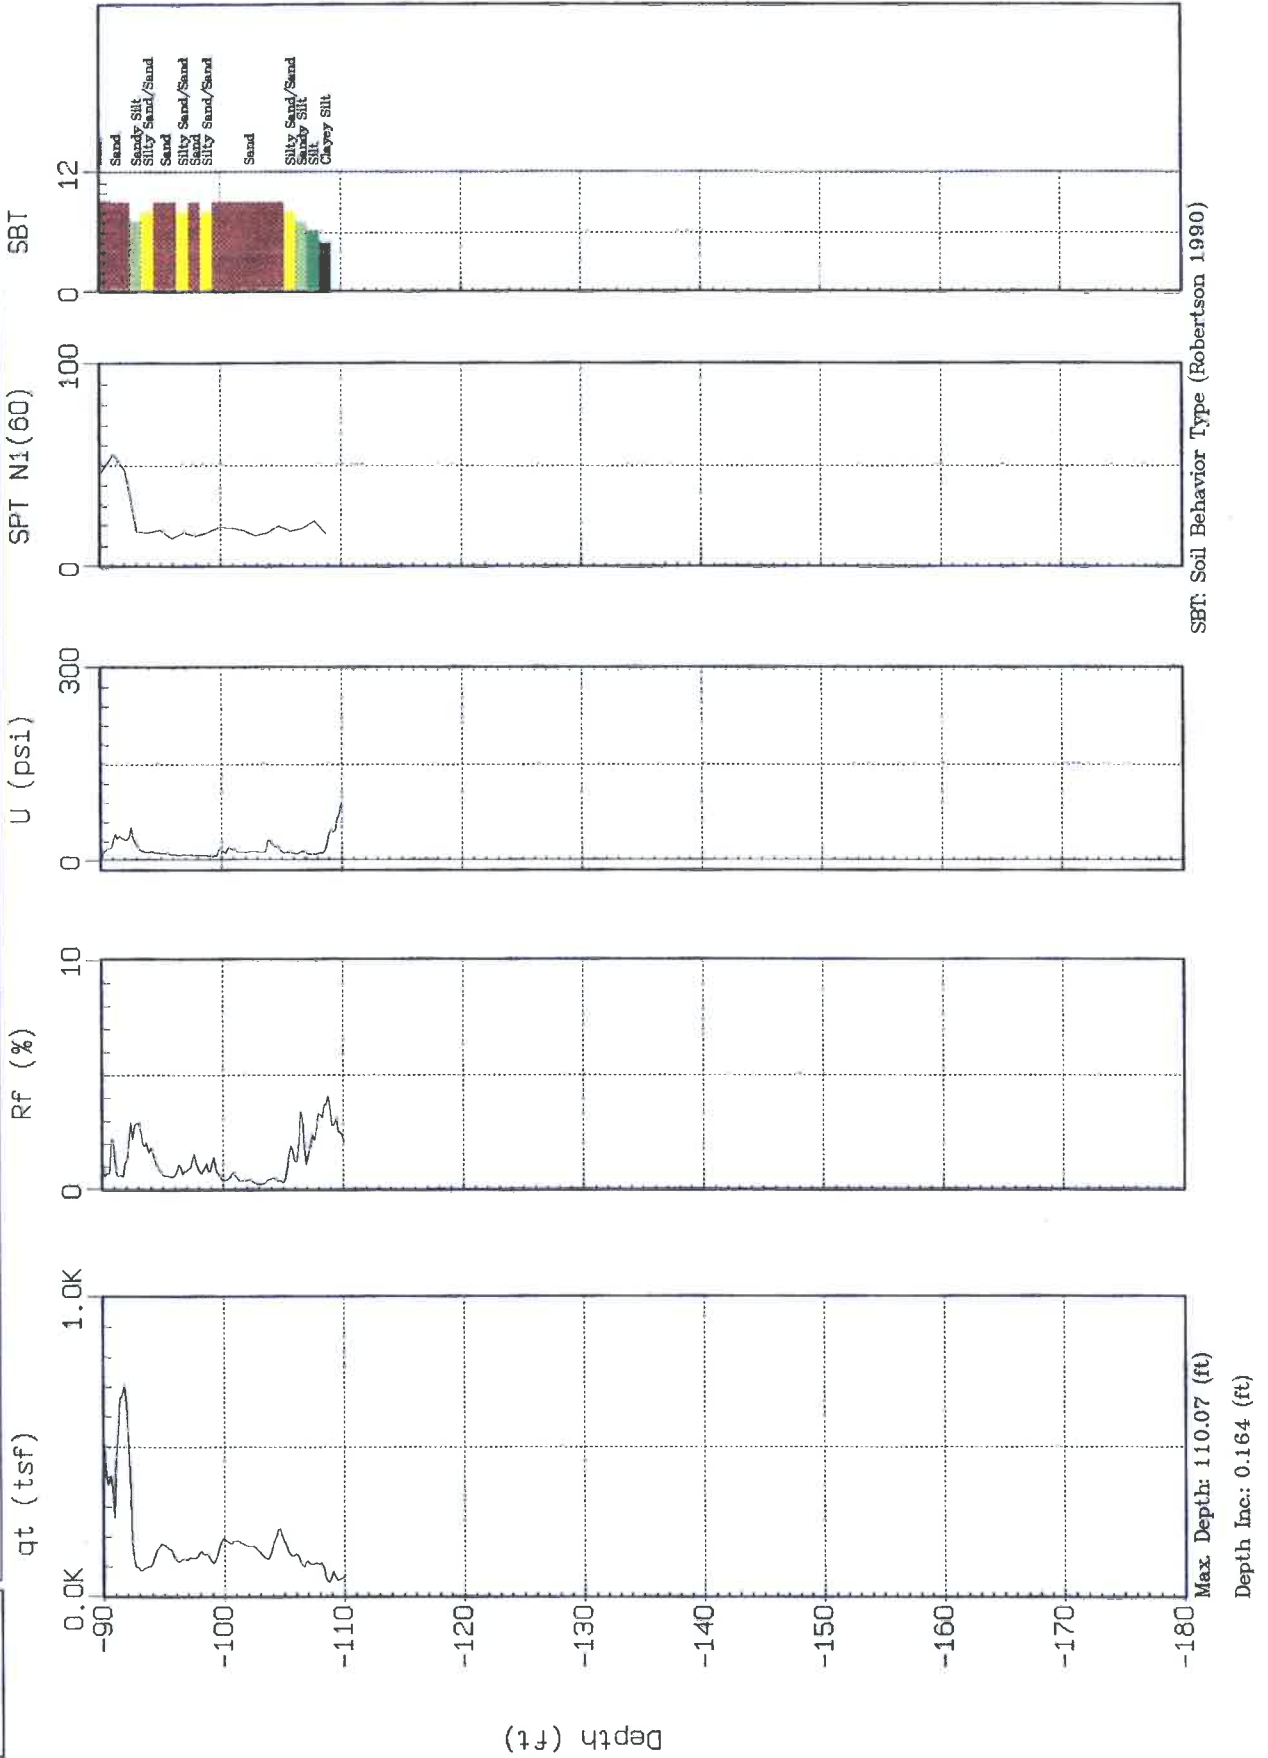 qt (tsf)
Rf (%)
U (psi)
SPT N1(60)
SBT
0.0K
1.0K
0
10
0
300
0
100
0
12
Depth (ft)
-90
-100
-110
-120
-130
-140
-150
-160
-170
-180
Sand
Sandy Silt
Silty Sand/Sand
Sand
Silty Sand/Sand
Sand
Silty Sand/Sand
Sand
Silty Sand/Sand
Sandy Silt
Silt
Clayey Silt
Max. Depth: 110.07 (ft)
Depth Inc.: 0.164 (ft)
SBT: Soil Behavior Type (Robertson 1990)